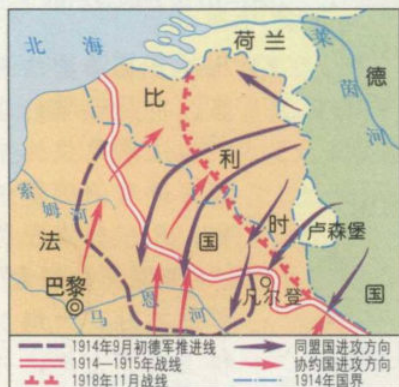 北海
荷兰
莱茵河
德
比
利
时
索姆河
法
国
卢森堡
巴黎
凡尔登
国
马恩河
1914年9月初德军推进线
同盟国进攻方向
1914—1915年战线
协约国进攻方向
1918年11月战线
1914年国界